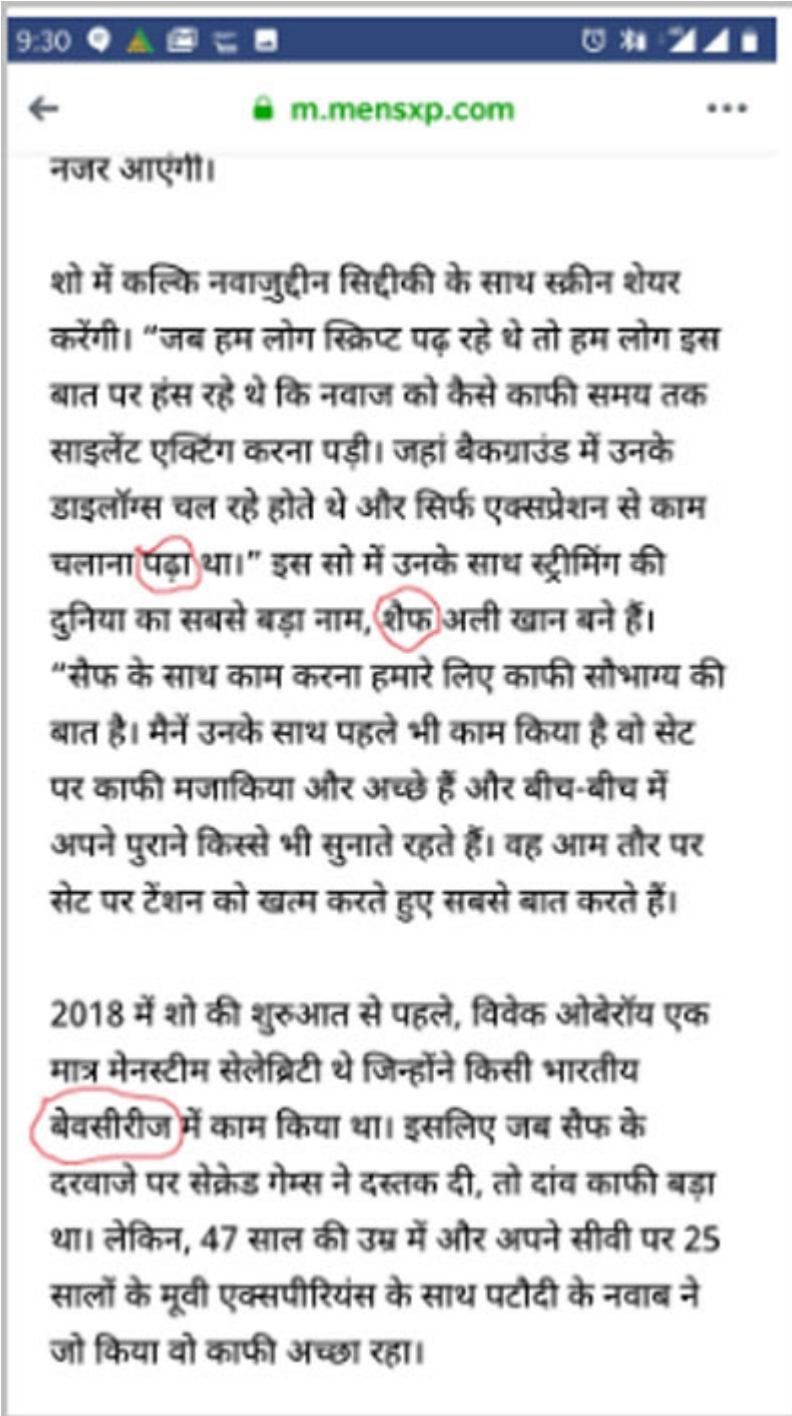 9:30
m.mensxp.com
नजर आएंगी।
शो में कल्कि नवाजुद्दीन सिद्दीकी के साथ स्क्रीन शेयर
करेंगी। “जब हम लोग स्क्रिप्ट पढ़ रहे थे तो हम लोग इस
बात पर हंस रहे थे कि नवाज को कैसे काफी समय तक
साइलेंट एक्टिंग करना पड़ी। जहां बैकग्राउंड में उनके
डाइलॉग्स चल रहे होते थे और सिर्फ एक्सप्रेशन से काम
चलाना पढ़ा था।” इस सो में उनके साथ स्ट्रीमिंग की
दुनिया का सबसे बड़ा नाम, शैफ अली खान बने हैं।
“सैफ के साथ काम करना हमारे लिए काफी सौभाग्य की
बात है। मैनें उनके साथ पहले भी काम किया है वो सेट
पर काफी मजाकिया और अच्छे हैं और बीच-बीच में
अपने पुराने किस्से भी सुनाते रहते हैं। वह आम तौर पर
सेट पर टेंशन को खत्म करते हुए सबसे बात करते हैं।
2018 में शो की शुरुआत से पहले, विवेक ओबेरॉय एक
मात्र मेनस्टीम सेलेब्रिटी थे जिन्होंने किसी भारतीय
बेवसीरीज में काम किया था। इसलिए जब सैफ के
दरवाजे पर सेक्रेड गेम्स ने दस्तक दी, तो दांव काफी बड़ा
था। लेकिन, 47 साल की उम्र में और अपने सीवी पर 25
सालों के मूवी एक्सपीरियंस के साथ पटौदी के नवाब ने
जो किया वो काफी अच्छा रहा।